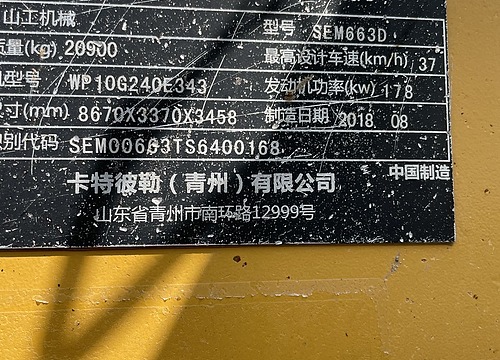 山工机械 型号 SEM663D
质量(kg) 20900 最高设计车速(km/h) 37
机型号 WP10G240E343 发动机功率(kw) 178
尺寸(mm) 8670X3370X3458 制造日期 2018 08
识别代码 SEM00663TS6400168
中国制造
卡特彼勒（青州）有限公司
山东省青州市南环路12999号